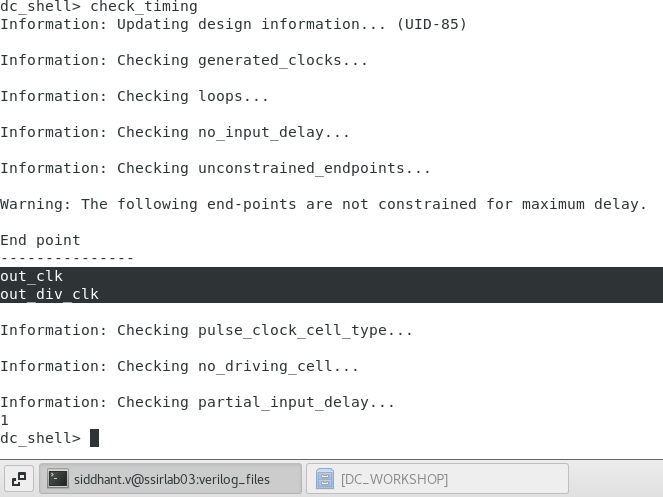 dc_shell> check_timing
Information: Updating design information... (UID-85)
Information: Checking generated_clocks...
Information: Checking loops...
Information: Checking no_input_delay...
Information: Checking unconstrained_endpoints...
Warning: The following end-points are not constrained for maximum delay.
End point
---------------
out_clk
out_div_clk
Information: Checking pulse_clock_cell_type...
Information: Checking no_driving_cell...
Information: Checking partial_input_delay...
1
dc_shell>
siddhant.v@ssirlab03:verilog_files
[DC_WORKSHOP]